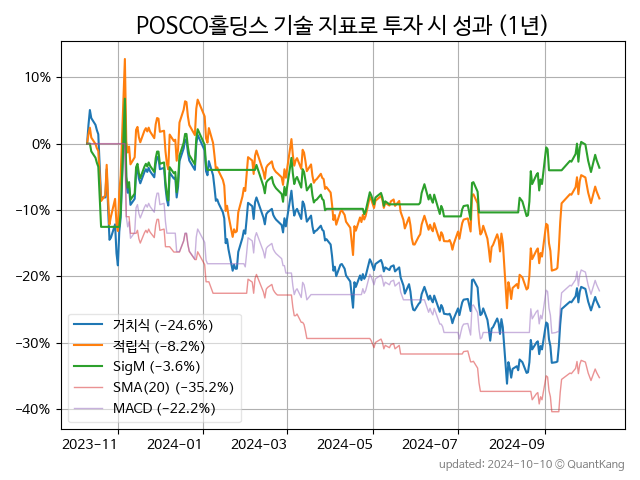 POSCO홀딩스 기술 지표로 투자 시 성과 (1년)
10%
0%
−10%
−20%
−30%
−40%
거치식 (−24.6%)
적립식 (−8.2%)
SigM (−3.6%)
SMA(20) (−35.2%)
MACD (−22.2%)
2023−11 2024−01 2024−03 2024−05 2024−07 2024−09
updated: 2024-10-10 © QuantKang